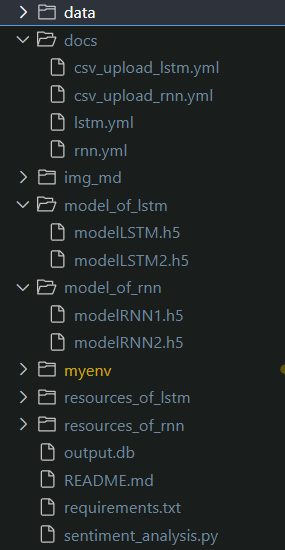 data
docs
csv_upload_lstm.yml
csv_upload_rnn.yml
lstm.yml
rnn.yml
img_md
model_of_lstm
modelLSTM.h5
modelLSTM2.h5
model_of_rnn
modelRNN1.h5
modelRNN2.h5
myenv
resources_of_lstm
resources_of_rnn
output.db
README.md
requirements.txt
sentiment_analysis.py